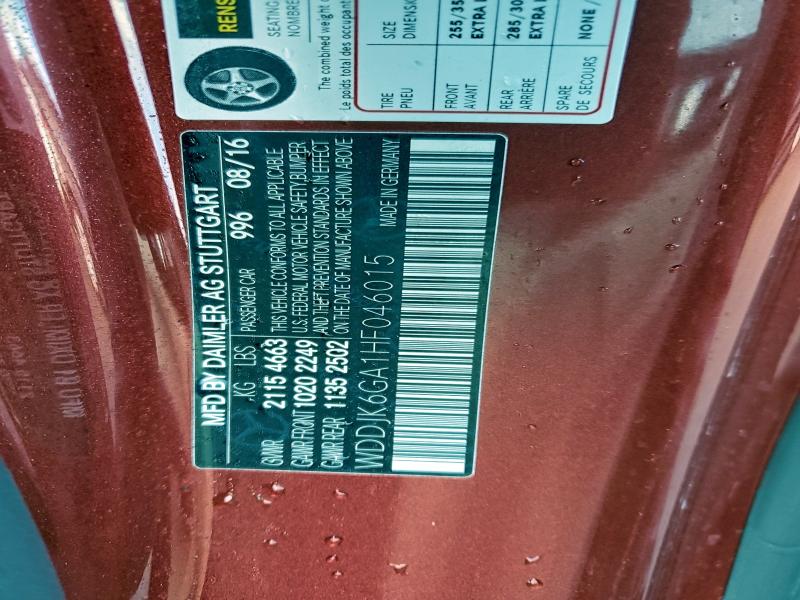 RENS
SEATING
NOMBRE
The combined weight o
Le poids total des occupant
TIRE SIZE
PNEU DIMENSIO
FRONT 255/35
AVANT EXTRA
REAR 285/30
ARRIÈRE EXTRA
SPARE NONE /
DE SECOURS
MFD BY DAIMLER AG STUTTGART
KG LBS PASSENGER CAR 996 08/16
GVWR 2115 4663 THIS VEHICLE CONFORMS TO ALL APPLICABLE
GAWR FRONT 1020 2249 U.S. FEDERAL MOTOR VEHICLE SAFETY, BUMPER,
GAWR REAR 1135 2502 AND THEFT PREVENTION STANDARDS IN EFFECT
ON THE DATE OF MANUFACTURE SHOWN ABOVE
WDDJK6GA1HF046015 MADE IN GERMANY